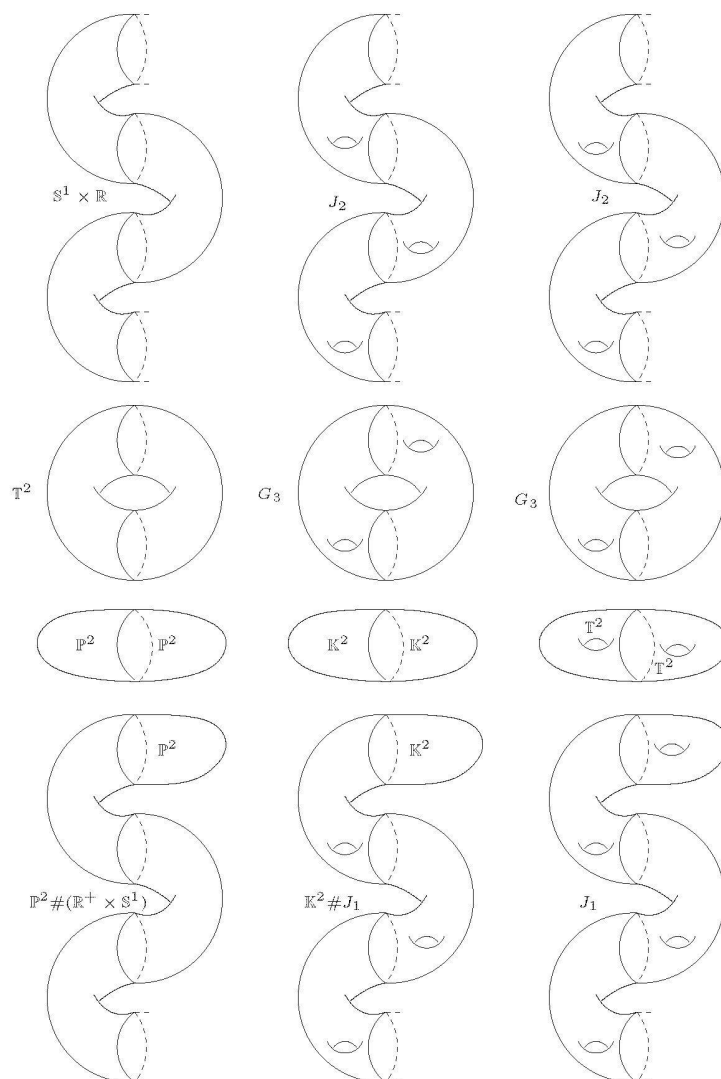 𝕊¹ × ℝ
J₂
J₂
𝕋²
G₃
G₃
ℙ² ℙ²
𝕂² 𝕂²
𝕋²
𝕋²
ℙ²
𝕂²
ℙ²#(ℝ⁺ × 𝕊¹)
𝕂²#J₁
J₁